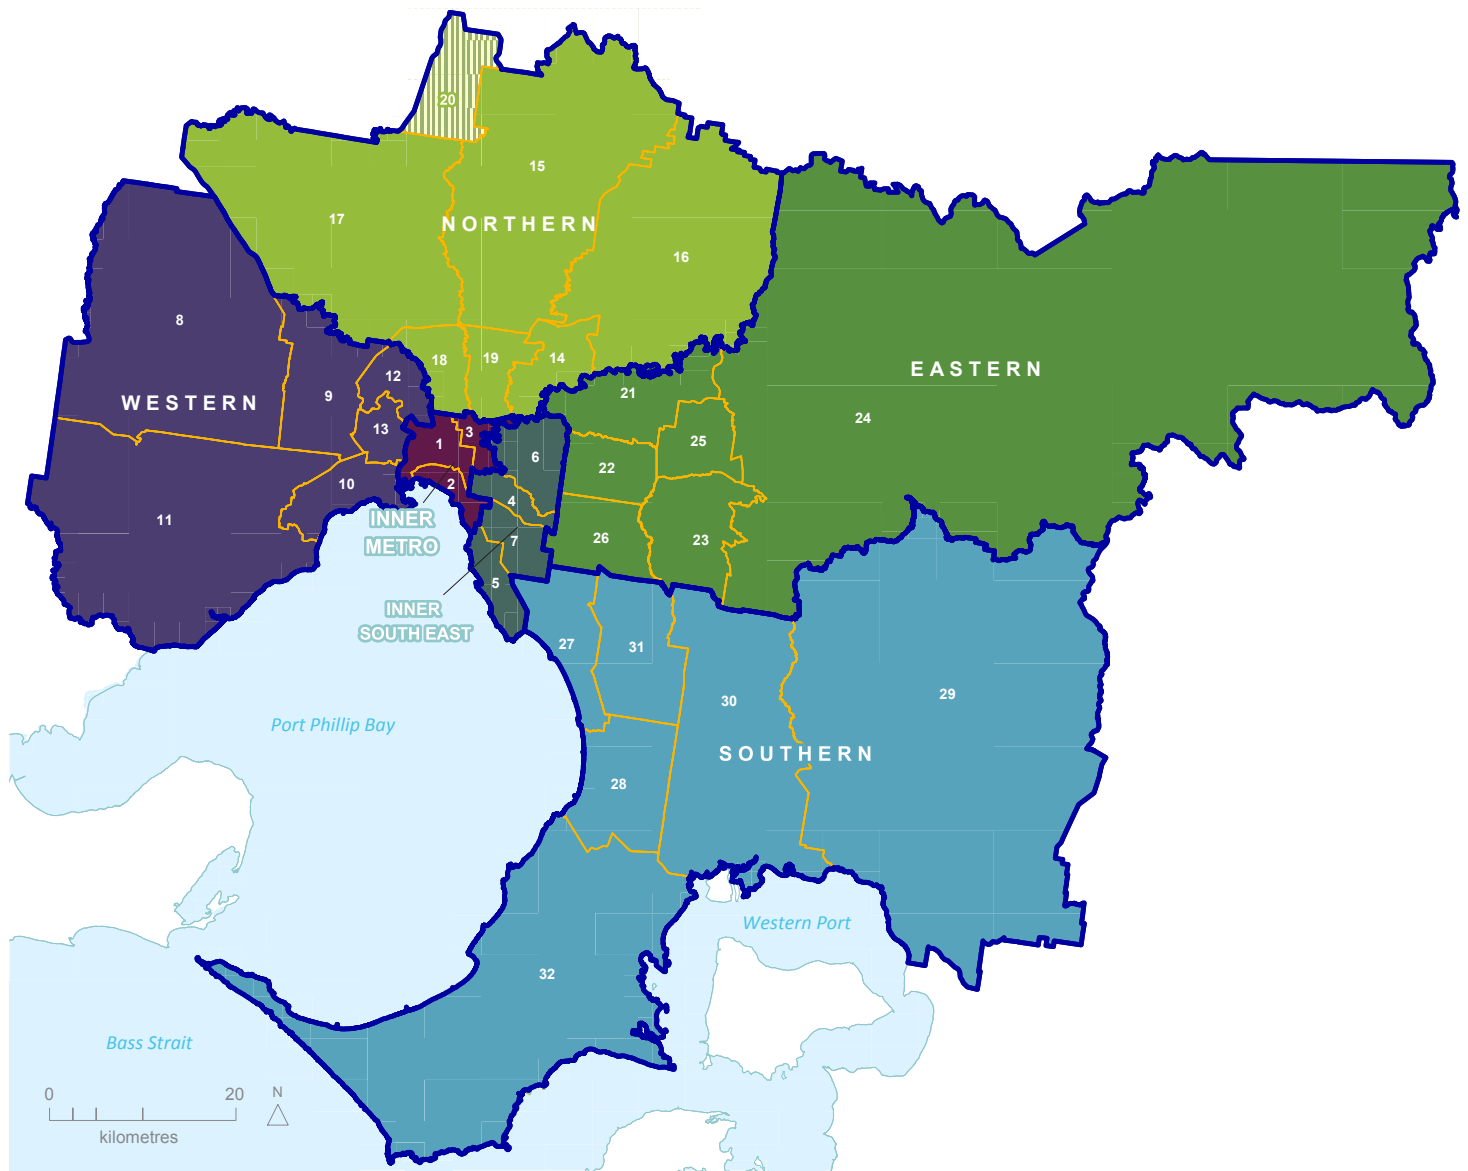 20
15
17
NORTHERN
16
8
18
19
14
EASTERN
12
21
9
WESTERN
24
13
1
3
25
6
22
10
2
4
11
INNER
METRO
26
23
7
5
INNER
SOUTH EAST
27
31
29
30
Port Phillip Bay
SOUTHERN
28
Western Port
32
Bass Strait
0 20
N
kilometres